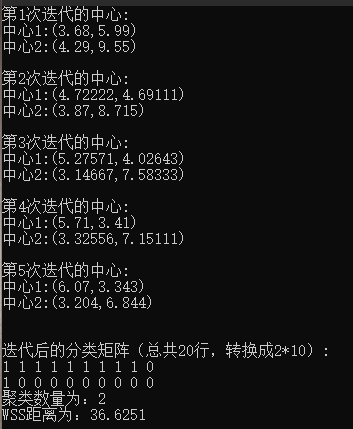 第1次迭代的中心:
中心1:(3.68,5.99)
中心2:(4.29,9.55)
第2次迭代的中心:
中心1:(4.72222,4.69111)
中心2:(3.87,8.715)
第3次迭代的中心:
中心1:(5.27571,4.02643)
中心2:(3.14667,7.58333)
第4次迭代的中心:
中心1:(5.71,3.41)
中心2:(3.32556,7.15111)
第5次迭代的中心:
中心1:(6.07,3.343)
中心2:(3.204,6.844)
迭代后的分类矩阵（总共20行，转换成2*10）:
1 1 1 1 1 1 1 1 1 0
1 0 0 0 0 0 0 0 0 0
聚类数量为：2
WSS距离为：36.6251